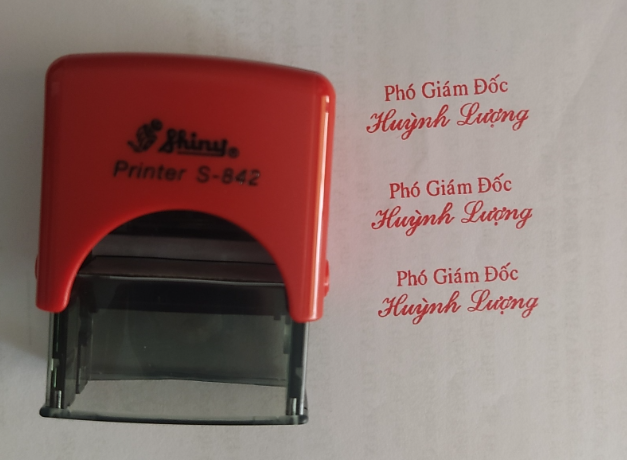 Shiny®
Printer S-842
Phó Giám Đốc
Huỳnh Lượng
Phó Giám Đốc
Huỳnh Lượng
Phó Giám Đốc
Huỳnh Lượng